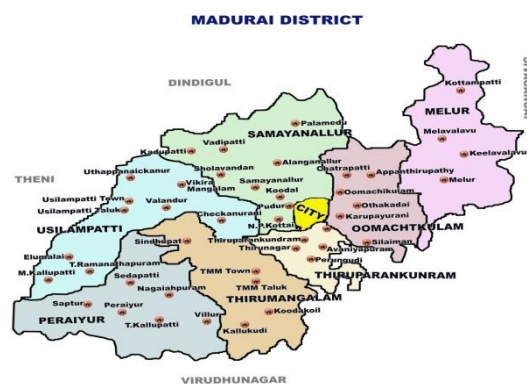 MADURAI DISTRICT
DINDIGUL
Kottampatti
MELUR
Palamedu
SAMAYANALLUR
Melavalavu
Vadipatti
Kadupatti
Alanganallur
Keelavalavu
THENI
Uthappanaickanur
Sholavandan
Chatrapatti
Appanthirupathy
Melur
Vikira
Mangalam
Samayanallur
Koodal
Oomachikulam
Usilampatti Town
Valandur
Pudur
CITY
Othakadai
Usilampatti Taluk
Chockanurani
N.P.Kottai
Karupayurani
USILAMPATTI
OOMACHTKULAM
Sindhupat
Thiruparankundram
Silaiman
Thirunagar
Avaniyapuram
Elumalai
T.Ramanathapuram
Perungudi
M.Kallupatti
Sedapatti
TMM Town
THIRUPARANKUNRAM
Nagaiahpuram
TMM Taluk
Saptur
Peraiyur
THIRUMANGALAM
PERAIYUR
T.Kallupatti
Villur
Koodakoil
Kallukudi
VIRUDHUNAGAR